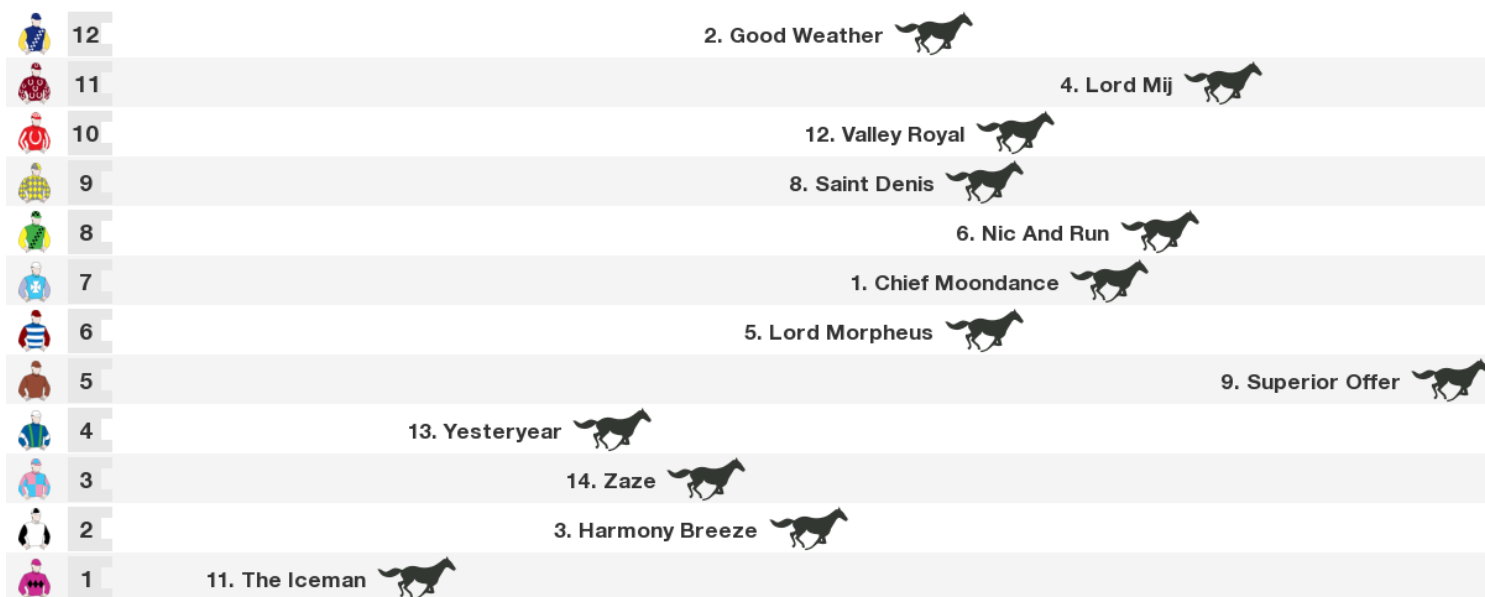 12 2. Good Weather
11 4. Lord Mij
10 12. Valley Royal
9 8. Saint Denis
8 6. Nic And Run
7 1. Chief Moondance
6 5. Lord Morpheus
5 9. Superior Offer
4 13. Yesteryear
3 14. Zaze
2 3. Harmony Breeze
1 11. The Iceman